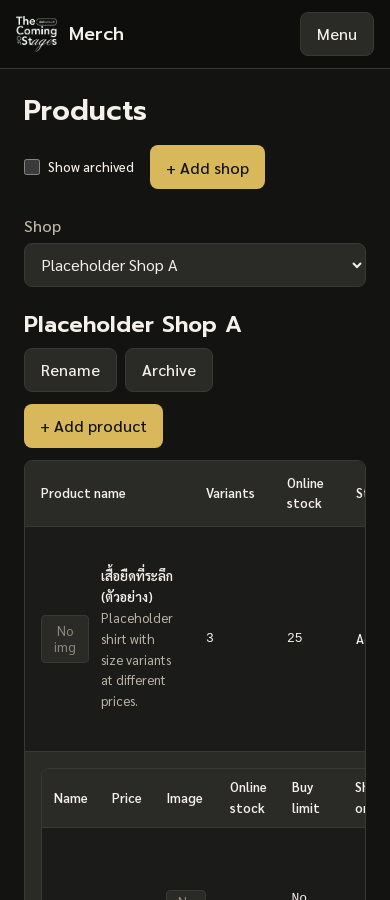 The
Coming
Stages
Merch
Menu
Products
Show archived
+ Add shop
Shop
Placeholder Shop A
Placeholder Shop A
Rename
Archive
+ Add product
Product name
Variants
Online
stock
No
img
เสื้อยืดที่ระลึก
(ตัวอย่าง)
Placeholder
shirt with
size variants
at different
prices.
3
25
Name
Price
Image
Online
stock
Buy
limit
No